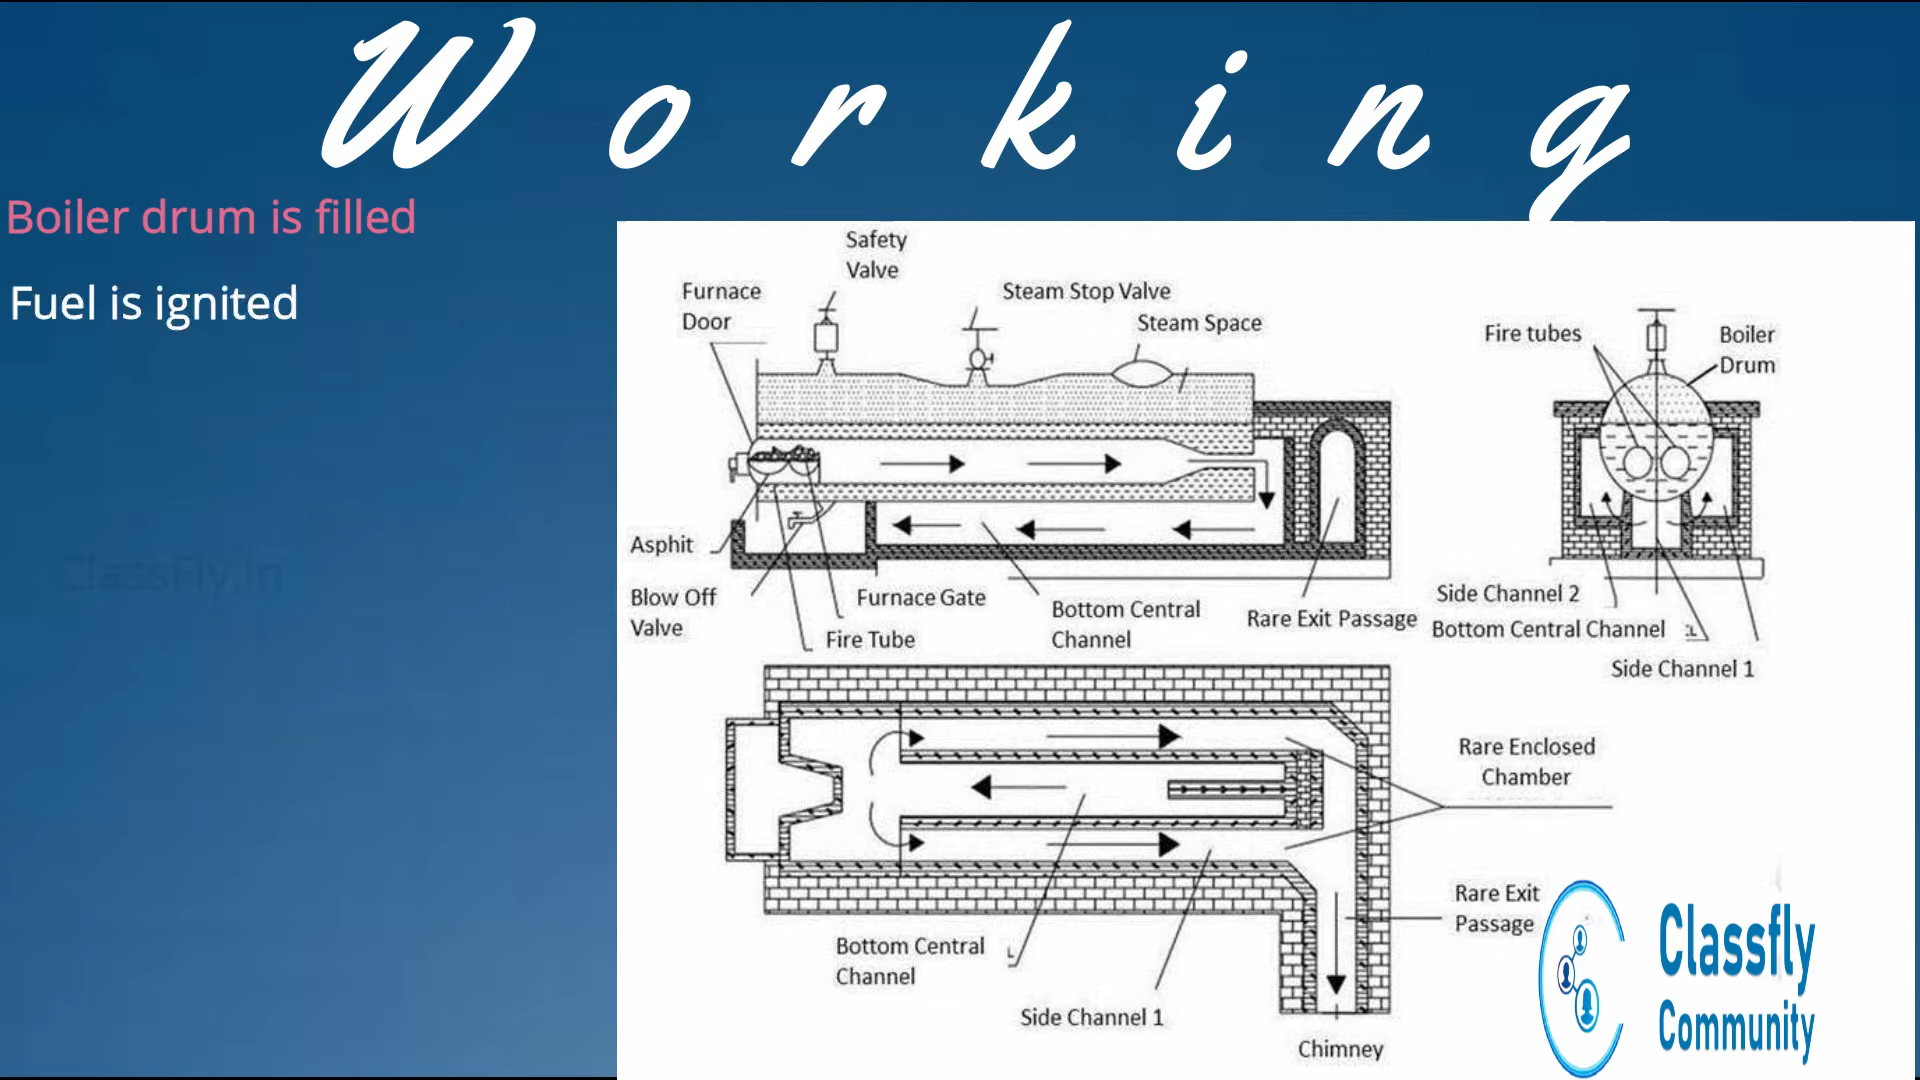 Working
Boiler drum is filled
Fuel is ignited
ClassFly.in
Safety
Valve
Furnace
Door
Steam Stop Valve
Steam Space
Fire tubes
Boiler
Drum
Asphit
Blow Off
Valve
Furnace Gate
Fire Tube
Bottom Central
Channel
Rare Exit Passage
Side Channel 2
Bottom Central Channel
Side Channel 1
Rare Enclosed
Chamber
Rare Exit
Passage
Bottom Central
Channel
Side Channel 1
Chimney
Classfly
Community